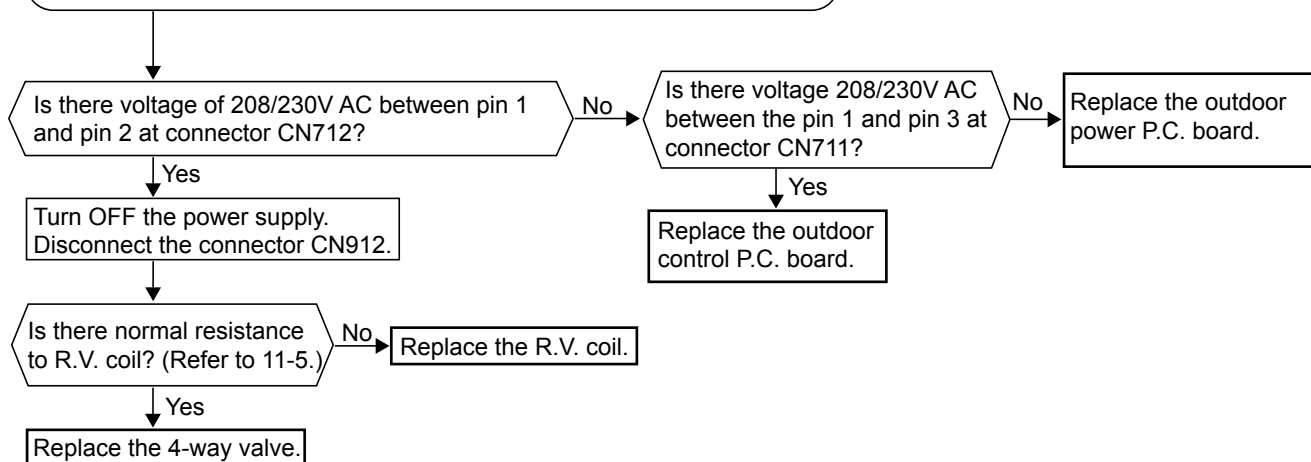 Is there voltage of 208/230V AC between pin 1
and pin 2 at connector CN712?
No
Is there voltage 208/230V AC
between the pin 1 and pin 3 at
connector CN711?
No
Replace the outdoor
power P.C. board.
Yes
Yes
Turn OFF the power supply.
Disconnect the connector CN912.
Replace the outdoor
control P.C. board.
Is there normal resistance
to R.V. coil? (Refer to 11-5.)
No
Replace the R.V. coil.
Yes
Replace the 4-way valve.